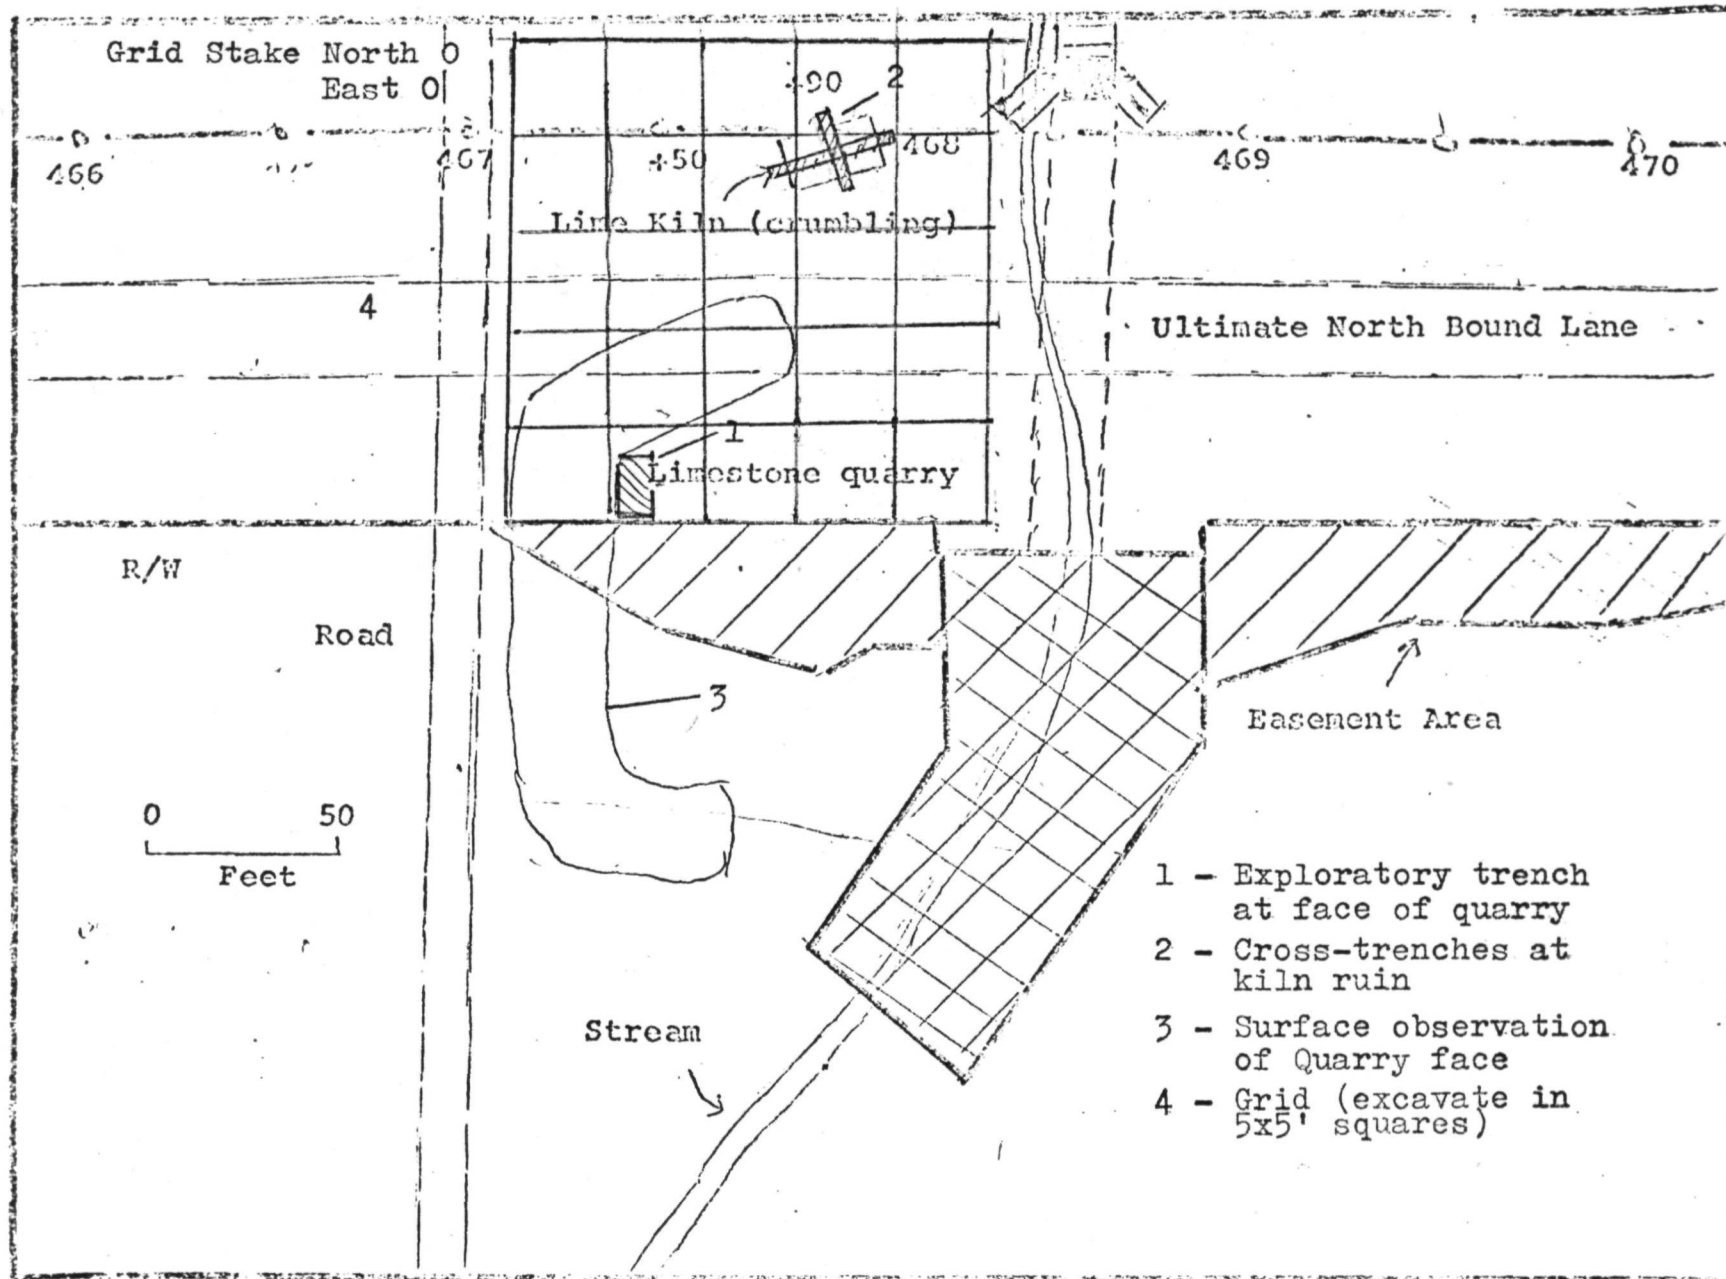 Grid Stake North 0
East 0
+90
2
466
467
+50
468
469
470
Lime Kiln (crumbling)
4
Ultimate North Bound Lane
1
Limestone quarry
R/W
Road
3
Easement Area
0 50
Feet
Stream
1 - Exploratory trench
at face of quarry
2 - Cross-trenches at
kiln ruin
3 - Surface observation
of Quarry face
4 - Grid (excavate in
5x5' squares)